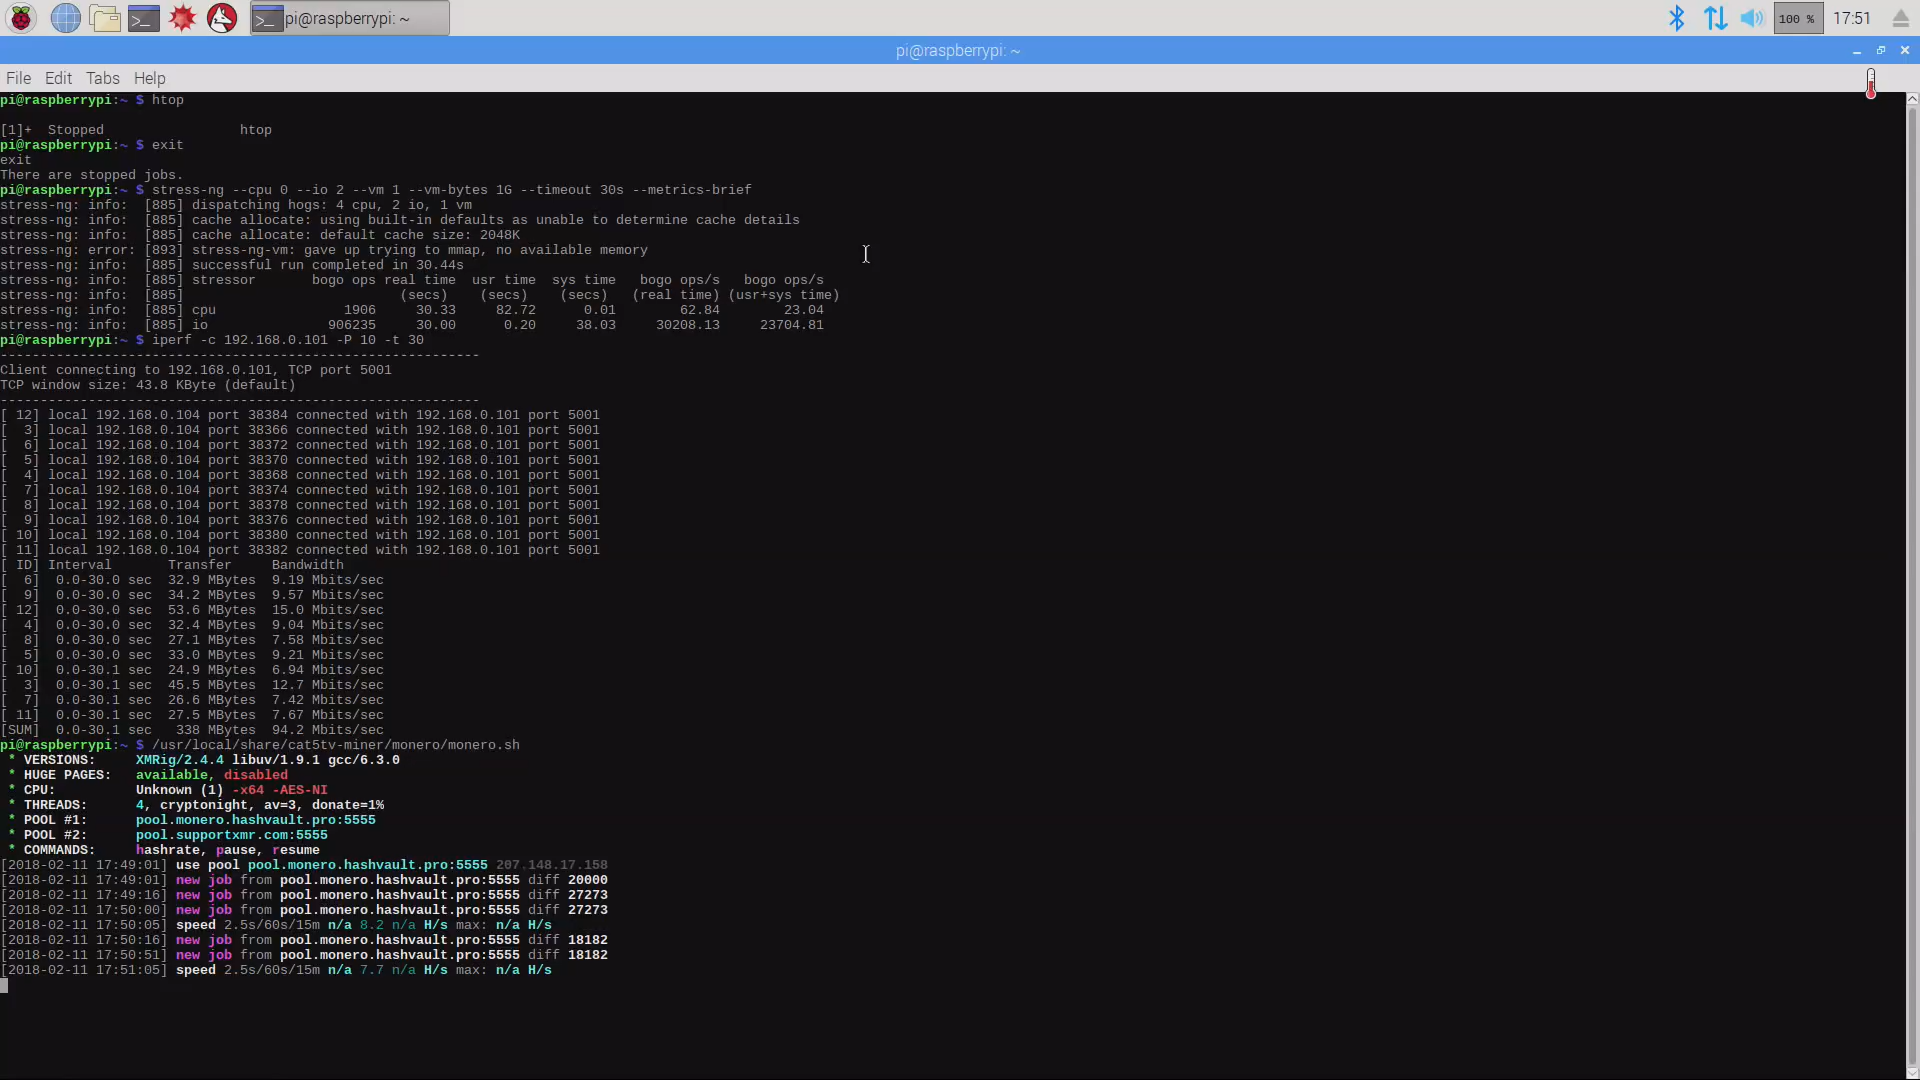 pi@raspberrypi: ~
100 %
17:51
pi@raspberrypi: ~
File Edit Tabs Help
pi@raspberrypi:~ $ htop
[1]+  Stopped                 htop
pi@raspberrypi:~ $ exit
exit
There are stopped jobs.
pi@raspberrypi:~ $ stress-ng --cpu 0 --io 2 --vm 1 --vm-bytes 1G --timeout 30s --metrics-brief
stress-ng: info:  [885] dispatching hogs: 4 cpu, 2 io, 1 vm
stress-ng: info:  [885] cache allocate: using built-in defaults as unable to determine cache details
stress-ng: info:  [885] cache allocate: default cache size: 2048K
stress-ng: error: [893] stress-ng-vm: gave up trying to mmap, no available memory
stress-ng: info:  [885] successful run completed in 30.44s
stress-ng: info:  [885] stressor       bogo ops real time  usr time  sys time   bogo ops/s   bogo ops/s
stress-ng: info:  [885]                           (secs)    (secs)    (secs)   (real time) (usr+sys time)
stress-ng: info:  [885] cpu                1906     30.33     82.72      0.01        62.84        23.04
stress-ng: info:  [885] io               906235     30.00      0.20     38.03     30208.13     23704.81
pi@raspberrypi:~ $ iperf -c 192.168.0.101 -P 10 -t 30
------------------------------------------------------------
Client connecting to 192.168.0.101, TCP port 5001
TCP window size: 43.8 KByte (default)
------------------------------------------------------------
[ 12] local 192.168.0.104 port 38384 connected with 192.168.0.101 port 5001
[  3] local 192.168.0.104 port 38366 connected with 192.168.0.101 port 5001
[  6] local 192.168.0.104 port 38372 connected with 192.168.0.101 port 5001
[  5] local 192.168.0.104 port 38370 connected with 192.168.0.101 port 5001
[  4] local 192.168.0.104 port 38368 connected with 192.168.0.101 port 5001
[  7] local 192.168.0.104 port 38374 connected with 192.168.0.101 port 5001
[  8] local 192.168.0.104 port 38378 connected with 192.168.0.101 port 5001
[  9] local 192.168.0.104 port 38376 connected with 192.168.0.101 port 5001
[ 10] local 192.168.0.104 port 38380 connected with 192.168.0.101 port 5001
[ 11] local 192.168.0.104 port 38382 connected with 192.168.0.101 port 5001
[ ID] Interval       Transfer     Bandwidth
[  6]  0.0-30.0 sec  32.9 MBytes  9.19 Mbits/sec
[  9]  0.0-30.0 sec  34.2 MBytes  9.57 Mbits/sec
[ 12]  0.0-30.0 sec  53.6 MBytes  15.0 Mbits/sec
[  4]  0.0-30.0 sec  32.4 MBytes  9.04 Mbits/sec
[  8]  0.0-30.0 sec  27.1 MBytes  7.58 Mbits/sec
[  5]  0.0-30.0 sec  33.0 MBytes  9.21 Mbits/sec
[ 10]  0.0-30.1 sec  24.9 MBytes  6.94 Mbits/sec
[  3]  0.0-30.1 sec  45.5 MBytes  12.7 Mbits/sec
[  7]  0.0-30.1 sec  26.6 MBytes  7.42 Mbits/sec
[ 11]  0.0-30.1 sec  27.5 MBytes  7.67 Mbits/sec
[SUM]  0.0-30.1 sec   338 MBytes  94.2 Mbits/sec
pi@raspberrypi:~ $ /usr/local/share/cat5tv-miner/monero/monero.sh
 * VERSIONS:     XMRig/2.4.4 libuv/1.9.1 gcc/6.3.0
 * HUGE PAGES:   available, disabled
 * CPU:          Unknown (1) -x64 -AES-NI
 * THREADS:      4, cryptonight, av=3, donate=1%
 * POOL #1:      pool.monero.hashvault.pro:5555
 * POOL #2:      pool.supportxmr.com:5555
 * COMMANDS:     hashrate, pause, resume
[2018-02-11 17:49:01] use pool pool.monero.hashvault.pro:5555 207.148.17.158
[2018-02-11 17:49:01] new job from pool.monero.hashvault.pro:5555 diff 20000
[2018-02-11 17:49:16] new job from pool.monero.hashvault.pro:5555 diff 27273
[2018-02-11 17:50:00] new job from pool.monero.hashvault.pro:5555 diff 27273
[2018-02-11 17:50:05] speed 2.5s/60s/15m n/a 8.2 n/a H/s max: n/a H/s
[2018-02-11 17:50:16] new job from pool.monero.hashvault.pro:5555 diff 18182
[2018-02-11 17:50:51] new job from pool.monero.hashvault.pro:5555 diff 18182
[2018-02-11 17:51:05] speed 2.5s/60s/15m n/a 7.7 n/a H/s max: n/a H/s